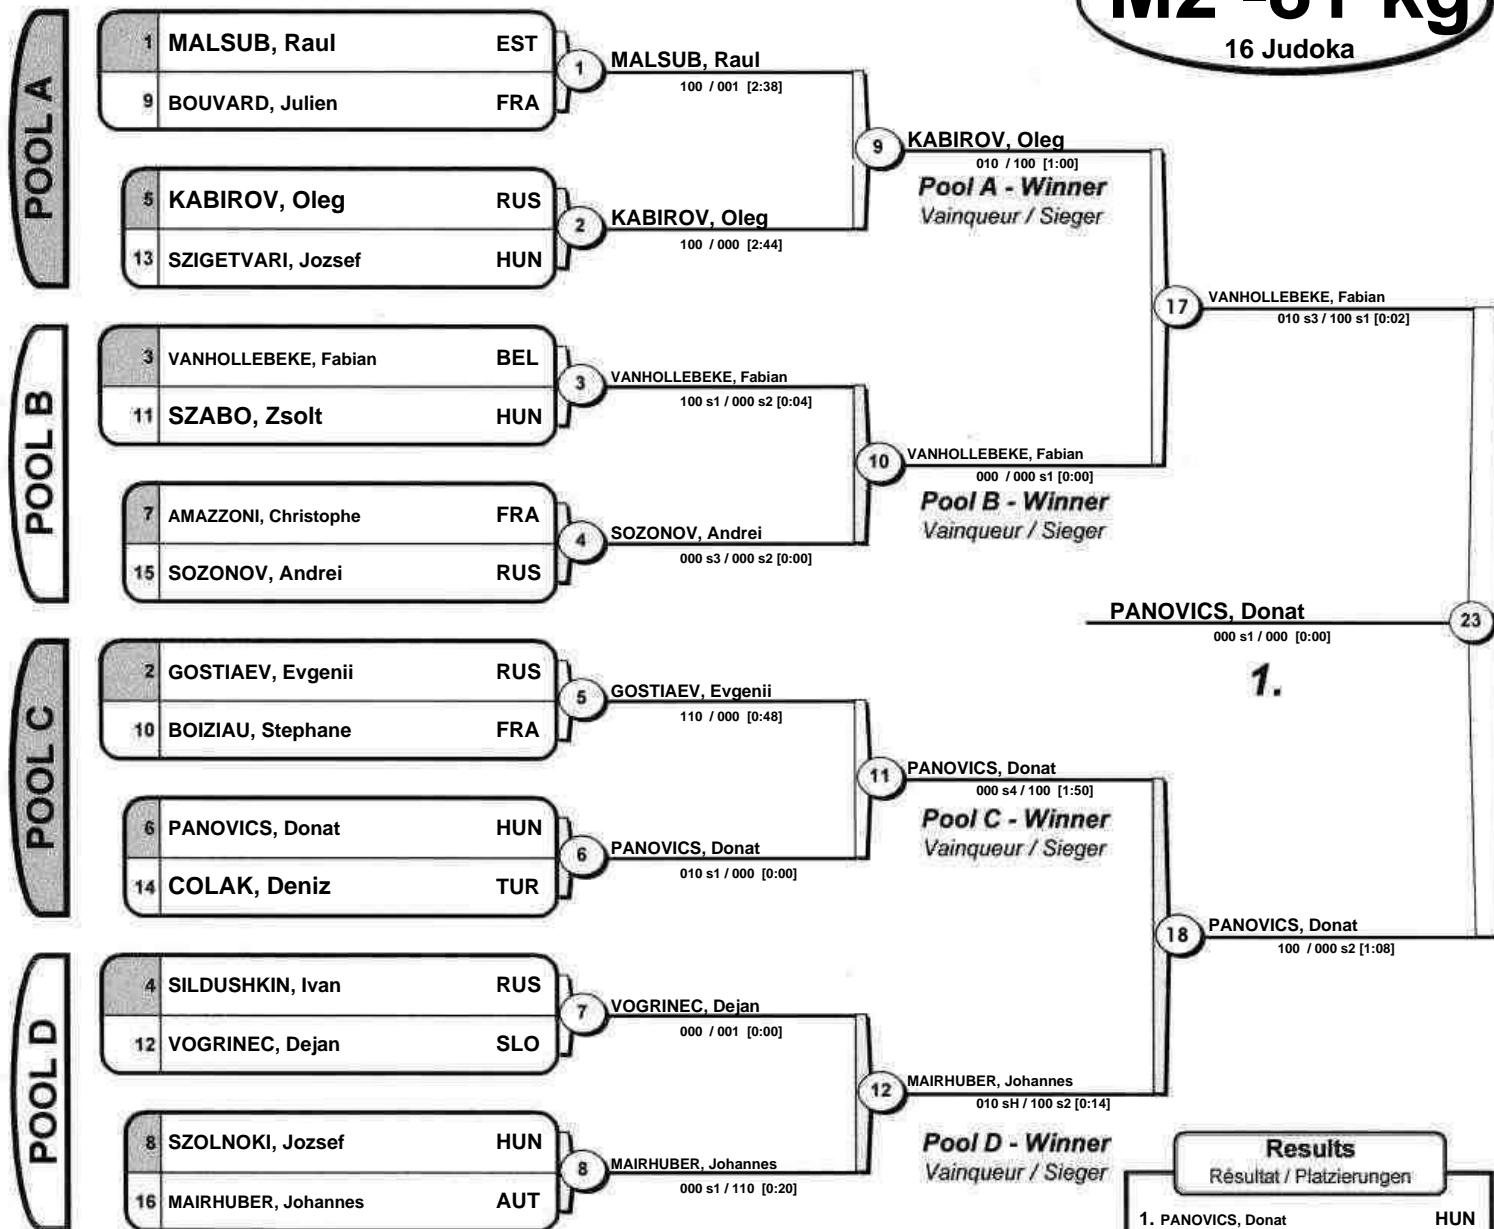 M2 -81 kg
16 Judoka
POOL A
1 MALSUB, Raul EST
9 BOUVARD, Julien FRA
5 KABIROV, Oleg RUS
13 SZIGETVARI, Jozsef HUN
1 MALSUB, Raul
100 / 001 [2:38]
2 KABIROV, Oleg
100 / 000 [2:44]
9 KABIROV, Oleg
010 / 100 [1:00]
Pool A - Winner
Vainqueur / Sieger
POOL B
3 VANHOLLEBEKE, Fabian BEL
11 SZABO, Zsolt HUN
7 AMAZZONI, Christophe FRA
15 SOZONOV, Andrei RUS
3 VANHOLLEBEKE, Fabian
100 s1 / 000 s2 [0:04]
4 SOZONOV, Andrei
000 s3 / 000 s2 [0:00]
10 VANHOLLEBEKE, Fabian
000 / 000 s1 [0:00]
Pool B - Winner
Vainqueur / Sieger
17 VANHOLLEBEKE, Fabian
010 s3 / 100 s1 [0:02]
PANOVICS, Donat 23
000 s1 / 000 [0:00]
1.
POOL C
2 GOSTIAEV, Evgenii RUS
10 BOIZIAU, Stephane FRA
6 PANOVICS, Donat HUN
14 COLAK, Deniz TUR
5 GOSTIAEV, Evgenii
110 / 000 [0:48]
6 PANOVICS, Donat
010 s1 / 000 [0:00]
11 PANOVICS, Donat
000 s4 / 100 [1:50]
Pool C - Winner
Vainqueur / Sieger
18 PANOVICS, Donat
100 / 000 s2 [1:08]
POOL D
4 SILDUSHKIN, Ivan RUS
12 VOGRINEC, Dejan SLO
8 SZOLNOKI, Jozsef HUN
16 MAIRHUBER, Johannes AUT
7 VOGRINEC, Dejan
000 / 001 [0:00]
8 MAIRHUBER, Johannes
000 s1 / 110 [0:20]
12 MAIRHUBER, Johannes
010 sH / 100 s2 [0:14]
Pool D - Winner
Vainqueur / Sieger
Results
Résultat / Platzierungen
1. PANOVICS, Donat HUN